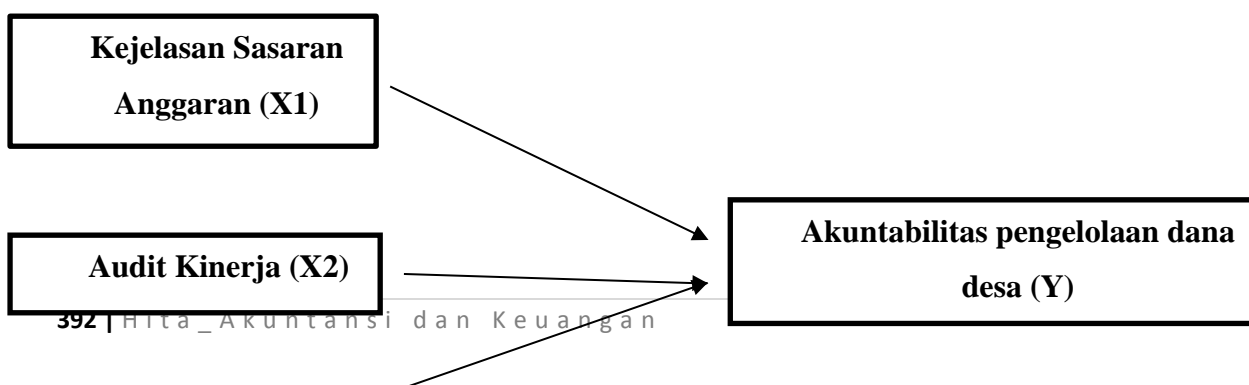 Kejelasan Sasaran
Anggaran (X1)
Akuntabilitas pengelolaan dana
desa (Y)
Audit Kinerja (X2)
392 | Hita_Akuntansi dan Keuangan